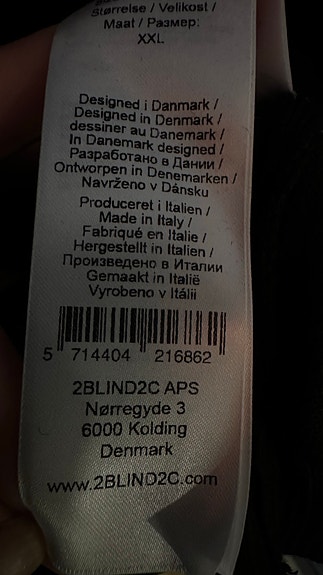 Størrelse / Velikost /
Maat / Размер:
XXL
Designed i Danmark /
Designed in Denmark /
dessiner au Danemark /
In Danemark designed /
Разработано в Дании /
Ontworpen in Denemarken /
Navrženo v Dánsku
Produceret i Italien /
Made in Italy /
Fabriqué en Italie /
Hergestellt in Italien /
Произведено в Италии
Gemaakt in Italië
Vyrobeno v Itálii
5 714404 216862
2BLIND2C APS
Nørregyde 3
6000 Kolding
Denmark
www.2BLIND2C.com